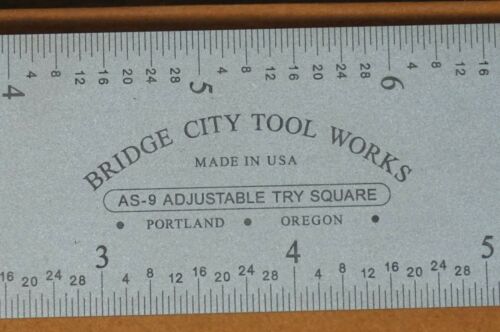 4 4 8 12 16 20 24 28 5 4 8 12 16 20 24 28 6 4 8 12 16
BRIDGE CITY TOOL WORKS
MADE IN USA
AS-9 ADJUSTABLE TRY SQUARE
• PORTLAND • OREGON •
16 20 24 28 3 4 8 12 16 20 24 28 4 4 8 12 16 20 24 28 5